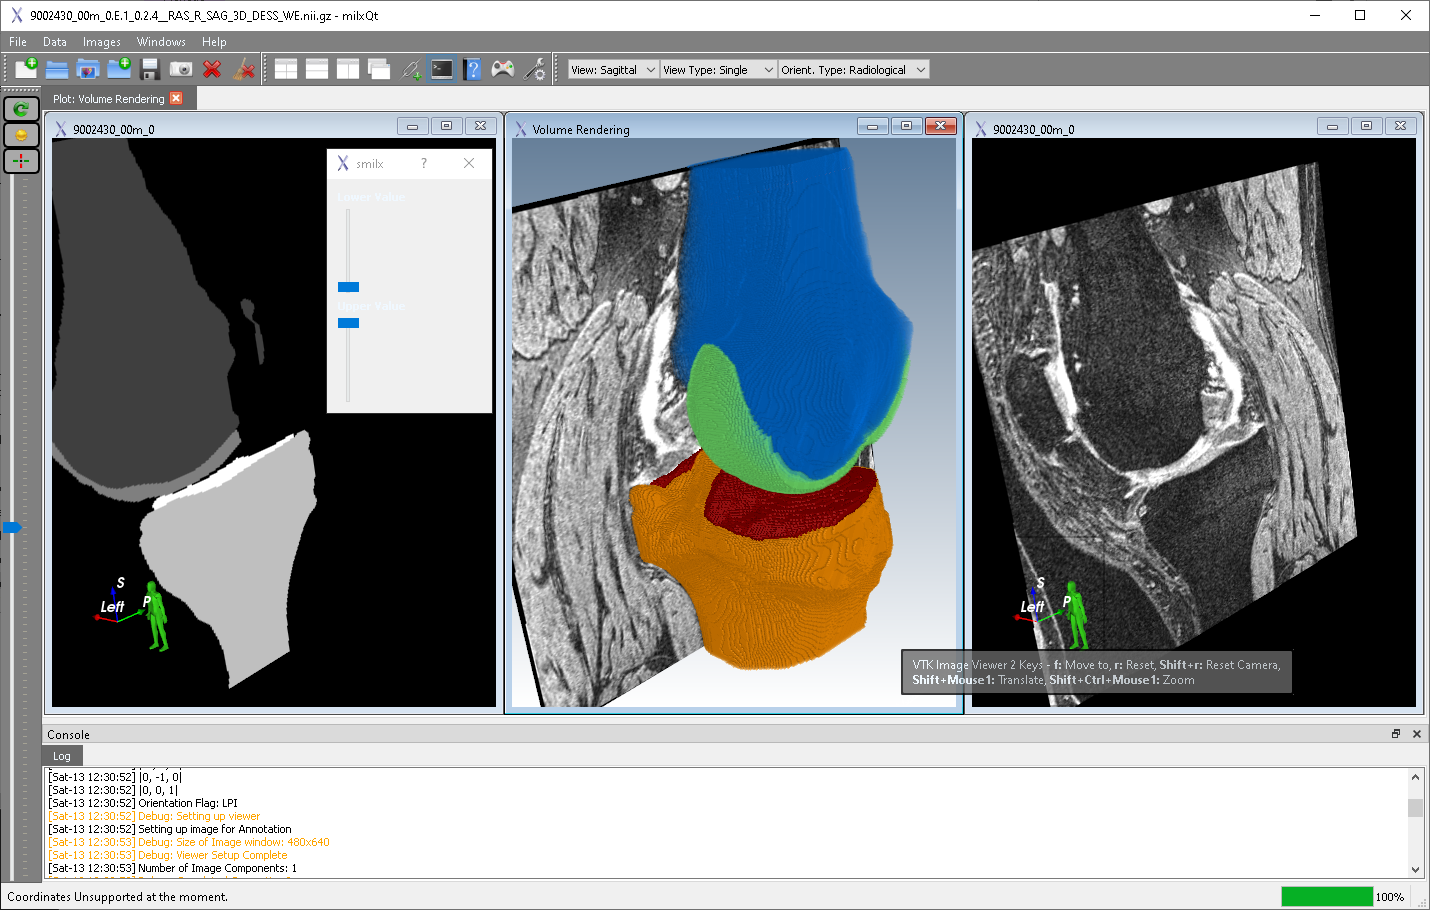 9002430_00m_0.E.1_0.2.4__RAS_R_SAG_3D_DESS_WE.nii.gz - milxQt
File Data Images Windows Help
View: Sagittal View Type: Single Orient. Type: Radiological
Plot: Volume Rendering
9002430_00m_0
Volume Rendering
9002430_00m_0
smilx ?
Lower Value
Upper Value
S
Left P
S
Left P
VTK Image Viewer 2 Keys - f: Move to, r: Reset, Shift+r: Reset Camera,
Shift+Mouse1: Translate, Shift+Ctrl+Mouse1: Zoom
Console
Log
[Sat-13 12:30:52] |0, -1, 0|
[Sat-13 12:30:52] |0, 0, 1|
[Sat-13 12:30:52] Orientation Flag: LPI
[Sat-13 12:30:52] Debug: Setting up viewer
[Sat-13 12:30:52] Setting up image for Annotation
[Sat-13 12:30:53] Debug: Size of Image window: 480x640
[Sat-13 12:30:53] Debug: Viewer Setup Complete
[Sat-13 12:30:53] Number of Image Components: 1
Coordinates Unsupported at the moment.
100%